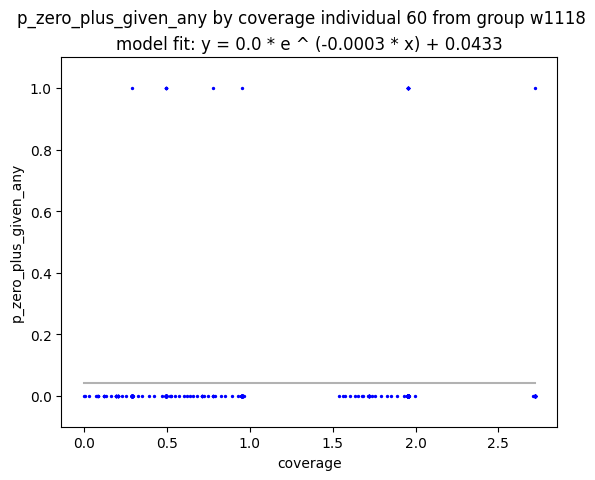 p_zero_plus_given_any by coverage individual 60 from group w1118
model fit: y = 0.0 * e ^ (-0.0003 * x) + 0.0433
1.0
0.8
0.6
0.4
0.2
0.0
p_zero_plus_given_any
0.0 0.5 1.0 1.5 2.0 2.5
coverage